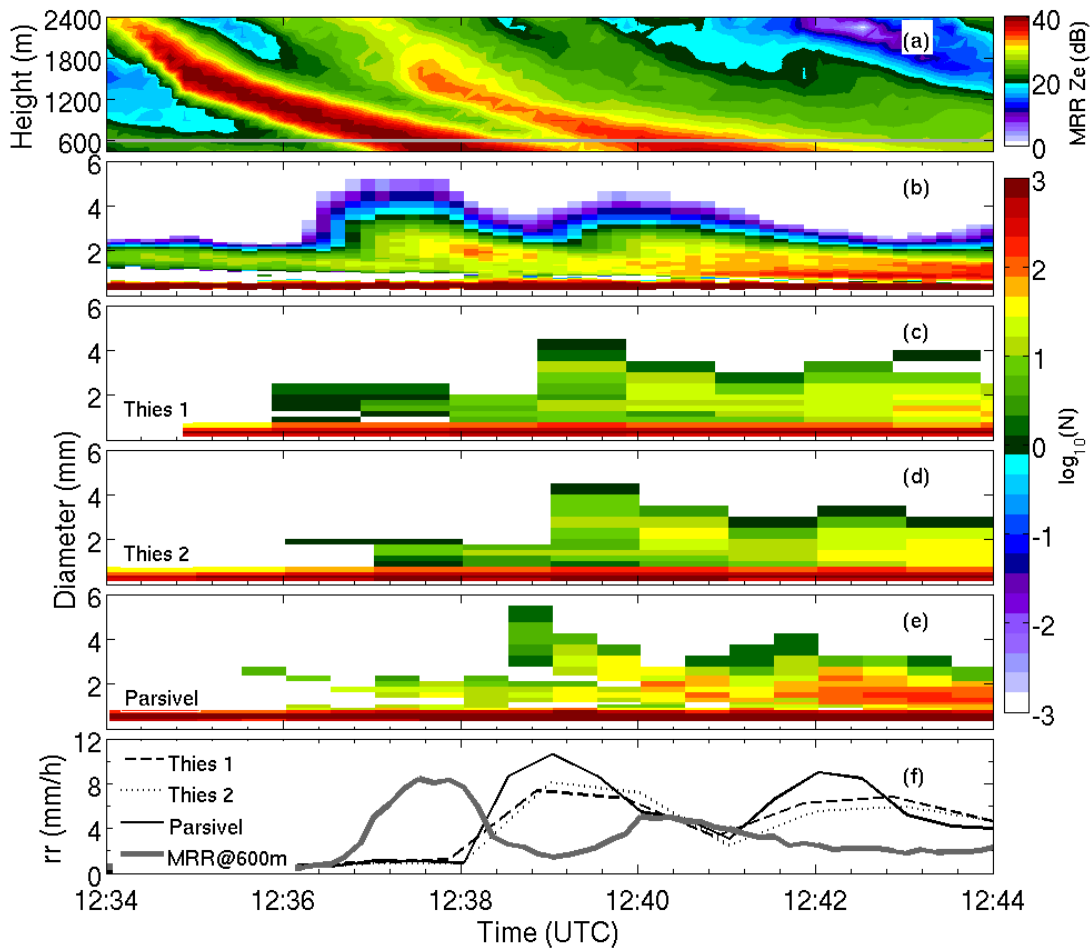 2400
1800
1200
600
Height (m)
(a)
40
20
0
MRR Ze (dB)
6
4
2
(b)
6
4
2
(c)
Thies 1
6
4
2
(d)
Thies 2
6
4
2
(e)
Parsivel
Diameter (mm)
3
2
1
0
-1
-2
-3
log10(N)
12
8
4
0
rr (mm/h)
(f)
Thies 1
Thies 2
Parsivel
MRR@600m
12:34
12:36
12:38
12:40
12:42
12:44
Time (UTC)